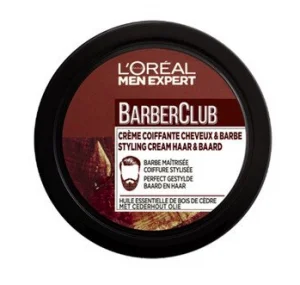 L'ORÉAL
MEN EXPERT
BARBERCLUB
CRÈME COIFFANTE CHEVEUX & BARBE
STYLING CREAM HAAR & BAARD
BARBE MAÎTRISÉE
COIFFURE STYLISÉE
PERFECT GESTYLDE
BAARD EN HAAR
HUILE ESSENTIELLE DE BOIS DE CÈDRE
MET CEDERHOUT OLIE